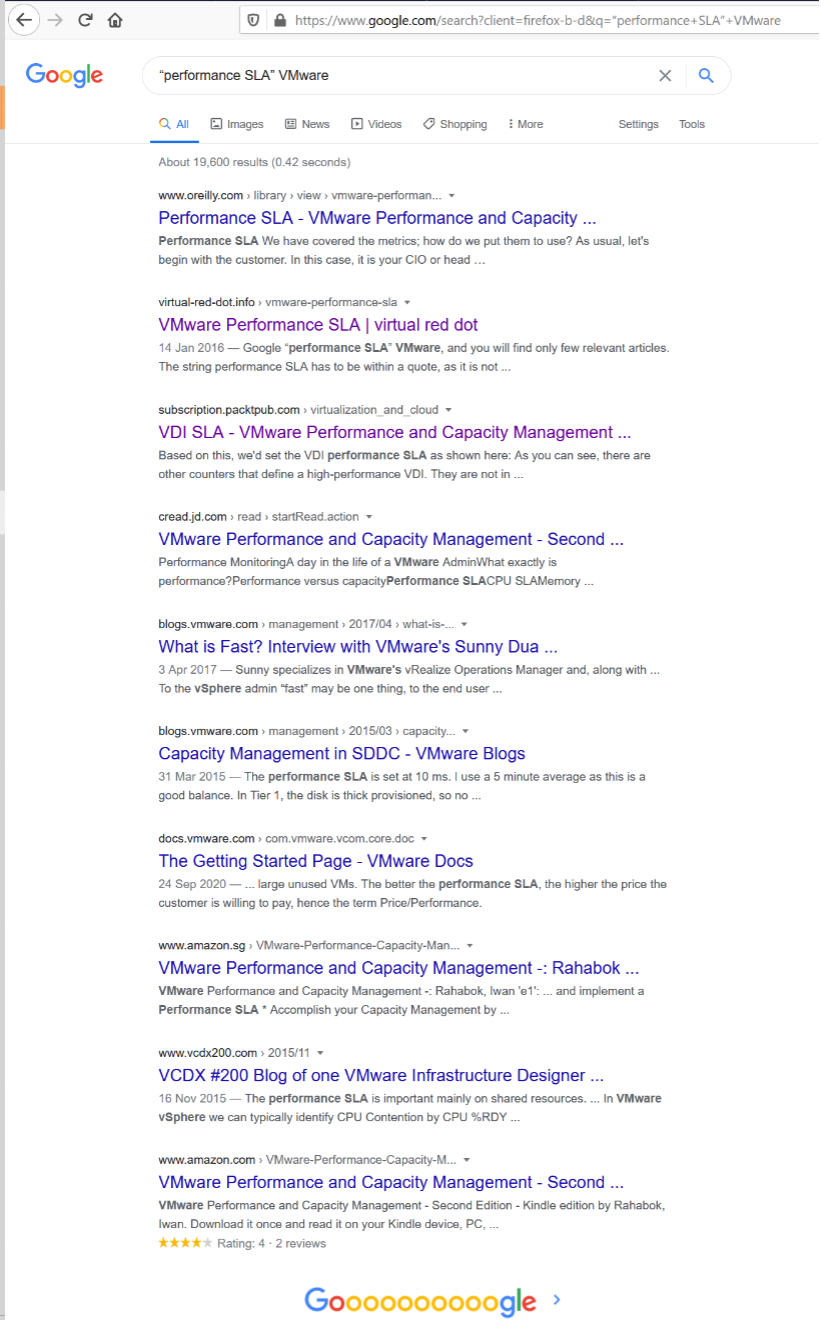 https://www.google.com/search?client=firefox-b-d&q="performance+SLA"+VMware
Google
“performance SLA” VMware
All Images News Videos Shopping More Settings Tools
About 19,600 results (0.42 seconds)
www.oreilly.com › library › view › vmware-performan...
Performance SLA - VMware Performance and Capacity ...
Performance SLA We have covered the metrics; how do we put them to use? As usual, let's
begin with the customer. In this case, it is your CIO or head ...
virtual-red-dot.info › vmware-performance-sla
VMware Performance SLA | virtual red dot
14 Jan 2016 — Google “performance SLA” VMware, and you will find only few relevant articles.
The string performance SLA has to be within a quote, as it is not ...
subscription.packtpub.com › virtualization_and_cloud
VDI SLA - VMware Performance and Capacity Management ...
Based on this, we'd set the VDI performance SLA as shown here: As you can see, there are
other counters that define a high-performance VDI. They are not in ...
cread.jd.com › read › startRead.action
VMware Performance and Capacity Management - Second ...
Performance MonitoringA day in the life of a VMware AdminWhat exactly is
performance?Performance versus capacityPerformance SLACPU SLAMemory ...
blogs.vmware.com › management › 2017/04 › what-is-...
What is Fast? Interview with VMware's Sunny Dua ...
3 Apr 2017 — Sunny specializes in VMware's vRealize Operations Manager and, along with ...
To the vSphere admin “fast” may be one thing, to the end user ...
blogs.vmware.com › management › 2015/03 › capacity...
Capacity Management in SDDC - VMware Blogs
31 Mar 2015 — The performance SLA is set at 10 ms. I use a 5 minute average as this is a
good balance. In Tier 1, the disk is thick provisioned, so no ...
docs.vmware.com › com.vmware.vcom.core.doc
The Getting Started Page - VMware Docs
24 Sep 2020 — ... large unused VMs. The better the performance SLA, the higher the price the
customer is willing to pay, hence the term Price/Performance.
www.amazon.sg › VMware-Performance-Capacity-Man...
VMware Performance and Capacity Management -: Rahabok ...
VMware Performance and Capacity Management -: Rahabok, Iwan 'e1': ... and implement a
Performance SLA * Accomplish your Capacity Management by ...
www.vcdx200.com › 2015/11
VCDX #200 Blog of one VMware Infrastructure Designer ...
16 Nov 2015 — The performance SLA is important mainly on shared resources. ... In VMware
vSphere we can typically identify CPU Contention by CPU %RDY ...
www.amazon.com › VMware-Performance-Capacity-M...
VMware Performance and Capacity Management - Second ...
VMware Performance and Capacity Management - Second Edition - Kindle edition by Rahabok,
Iwan. Download it once and read it on your Kindle device, PC, ...
Rating: 4 · 2 reviews
Goooooooooogle ›